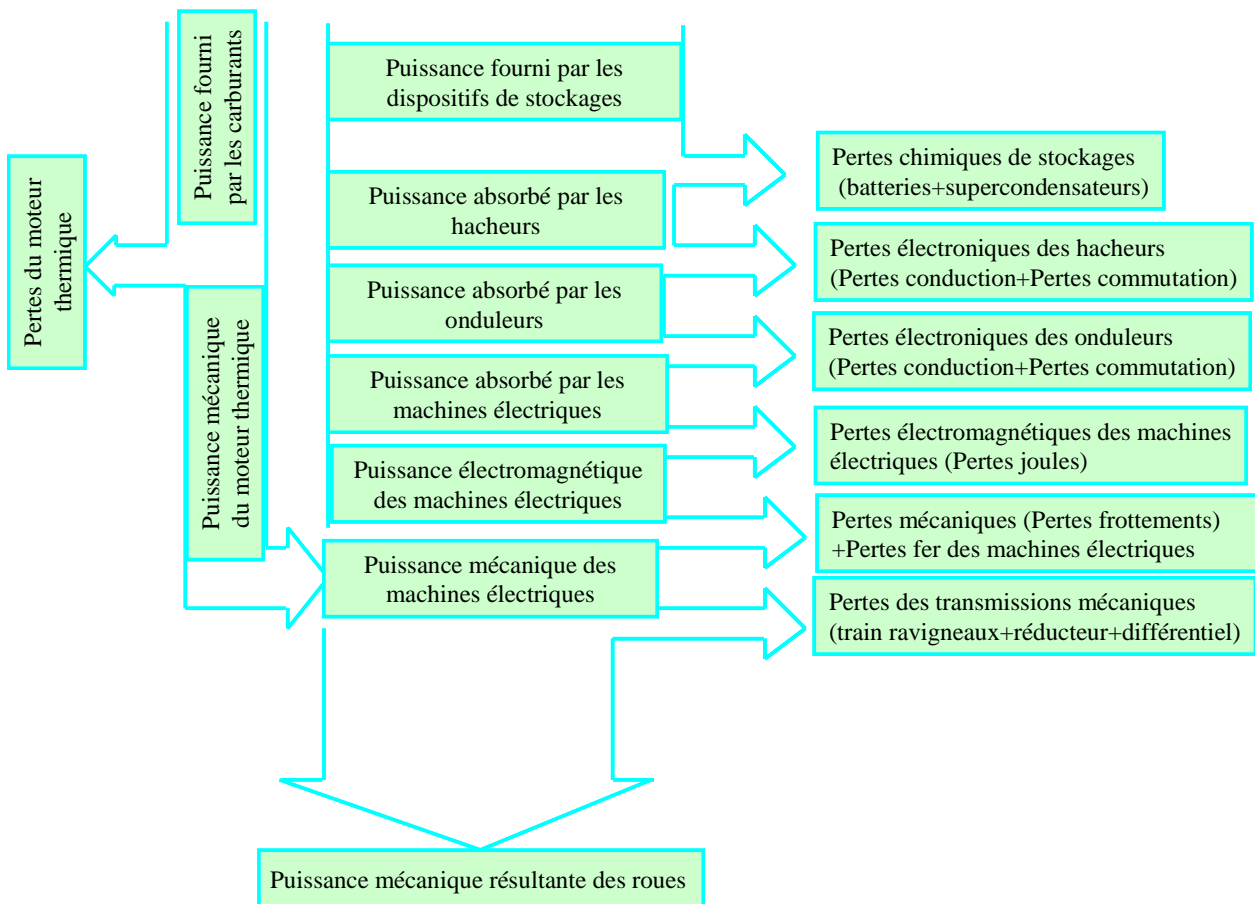 Puissance fourni
par les carburants
Pertes du moteur
thermique
Puissance mécanique
du moteur thermique
Puissance fourni par les
dispositifs de stockages
Puissance absorbé par les
hacheurs
Puissance absorbé par les
onduleurs
Puissance absorbé par les
machines électriques
Puissance électromagnétique
des machines électriques
Puissance mécanique des
machines électriques
Pertes chimiques de stockages
(batteries+supercondensateurs)
Pertes électroniques des hacheurs
(Pertes conduction+Pertes commutation)
Pertes électroniques des onduleurs
(Pertes conduction+Pertes commutation)
Pertes électromagnétiques des machines
électriques (Pertes joules)
Pertes mécaniques (Pertes frottements)
+Pertes fer des machines électriques
Pertes des transmissions mécaniques
(train ravigneaux+réducteur+différentiel)
Puissance mécanique résultante des roues